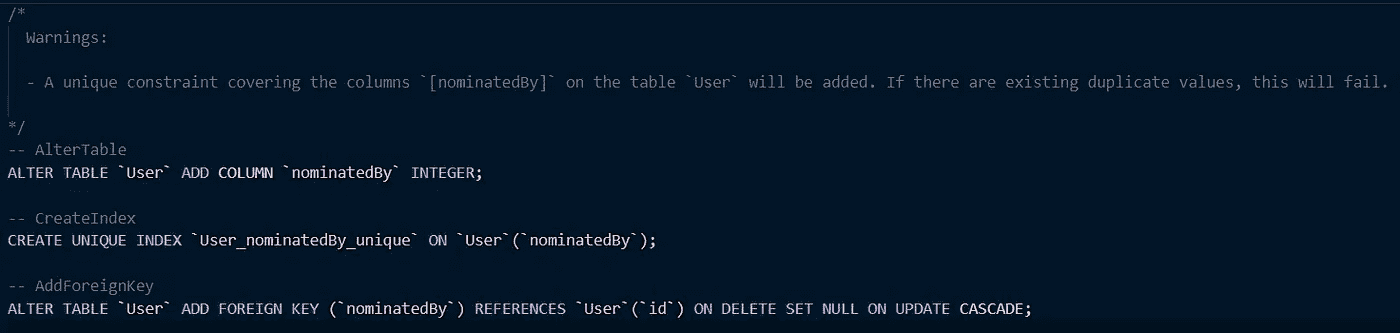 /*
Warnings:
- A unique constraint covering the columns `[nominatedBy]` on the table `User` will be added. If there are existing duplicate values, this will fail.
*/
-- AlterTable
ALTER TABLE `User` ADD COLUMN `nominatedBy` INTEGER;
-- CreateIndex
CREATE UNIQUE INDEX `User_nominatedBy_unique` ON `User`(`nominatedBy`);
-- AddForeignKey
ALTER TABLE `User` ADD FOREIGN KEY (`nominatedBy`) REFERENCES `User`(`id`) ON DELETE SET NULL ON UPDATE CASCADE;